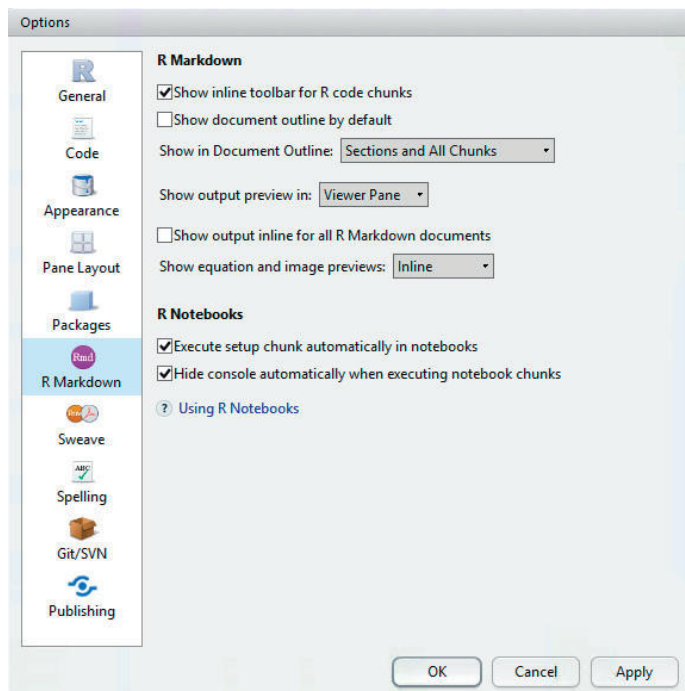 Options
General
Code
Appearance
Pane Layout
Packages
Rmd
R Markdown
Sweave
ABC
Spelling
Git/SVN
Publishing
R Markdown
Show inline toolbar for R code chunks
Show document outline by default
Show in Document Outline: Sections and All Chunks
Show output preview in: Viewer Pane
Show output inline for all R Markdown documents
Show equation and image previews: Inline
R Notebooks
Execute setup chunk automatically in notebooks
Hide console automatically when executing notebook chunks
? Using R Notebooks
OK Cancel Apply